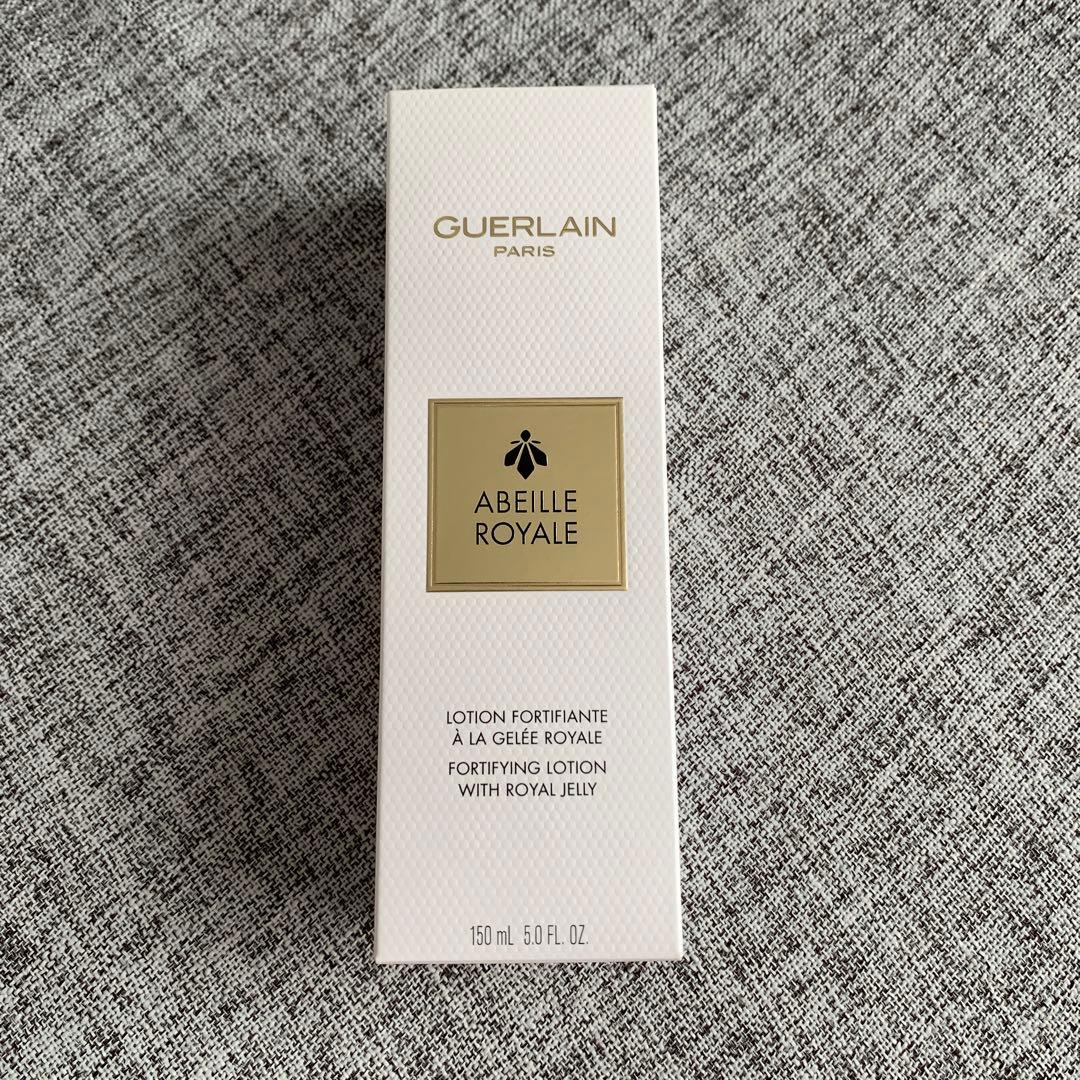 GUERLAIN
PARIS
ABEILLE
ROYALE
LOTION FORTIFIANTE
À LA GELÉE ROYALE
FORTIFYING LOTION
WITH ROYAL JELLY
150 mL 5.0 FL. OZ.